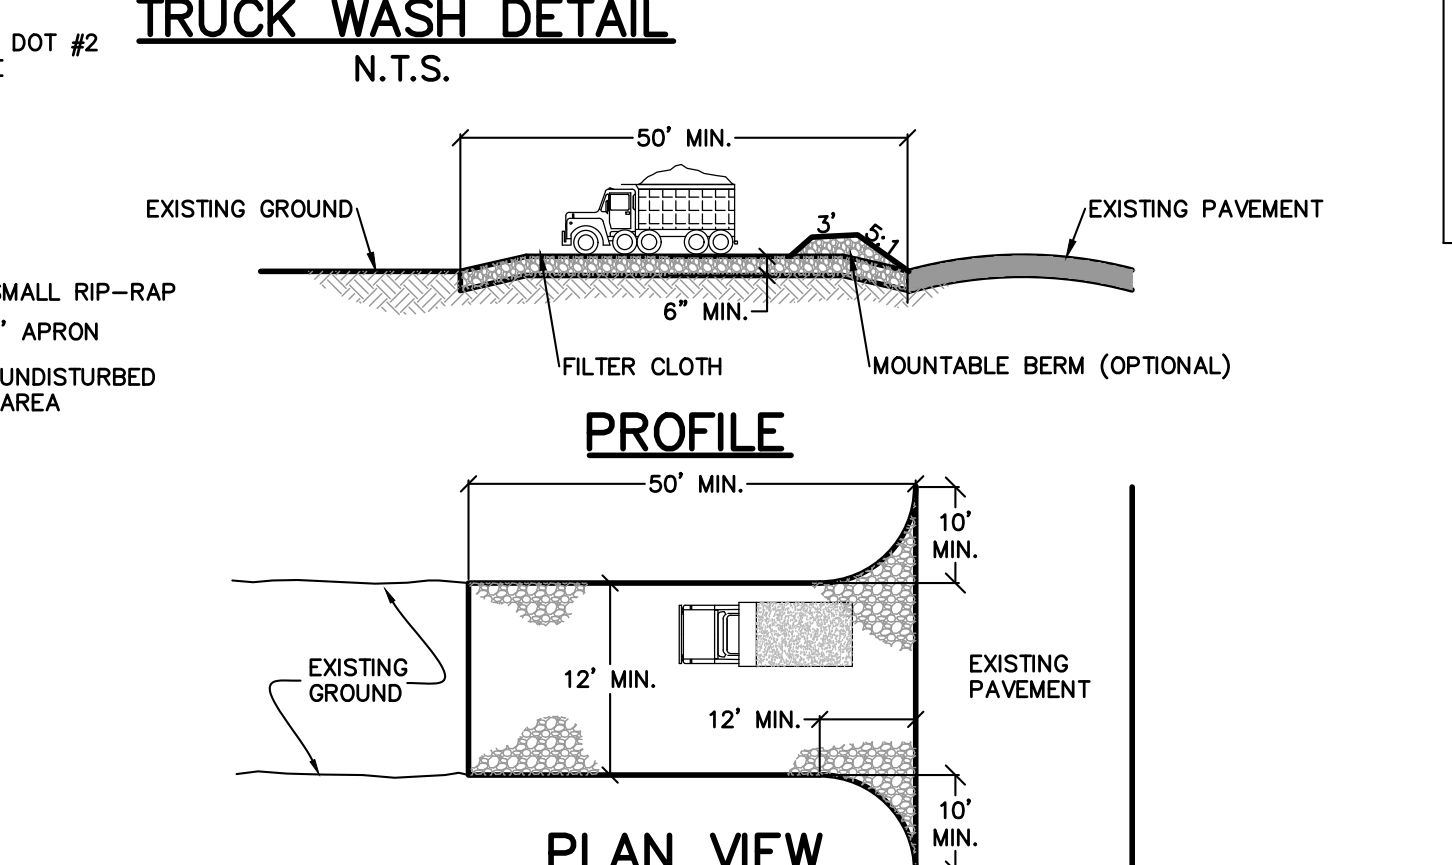 TRUCK WASH DETAIL
N.T.S.
DOT #2
50' MIN.
EXISTING GROUND
3'
5:1
EXISTING PAVEMENT
SMALL RIP-RAP
' APRON
UNDISTURBED
AREA
6" MIN.
FILTER CLOTH
MOUNTABLE BERM (OPTIONAL)
PROFILE
50' MIN.
10'
MIN.
EXISTING
GROUND
12' MIN.
EXISTING
PAVEMENT
12' MIN.
10'
MIN.
PLAN VIEW